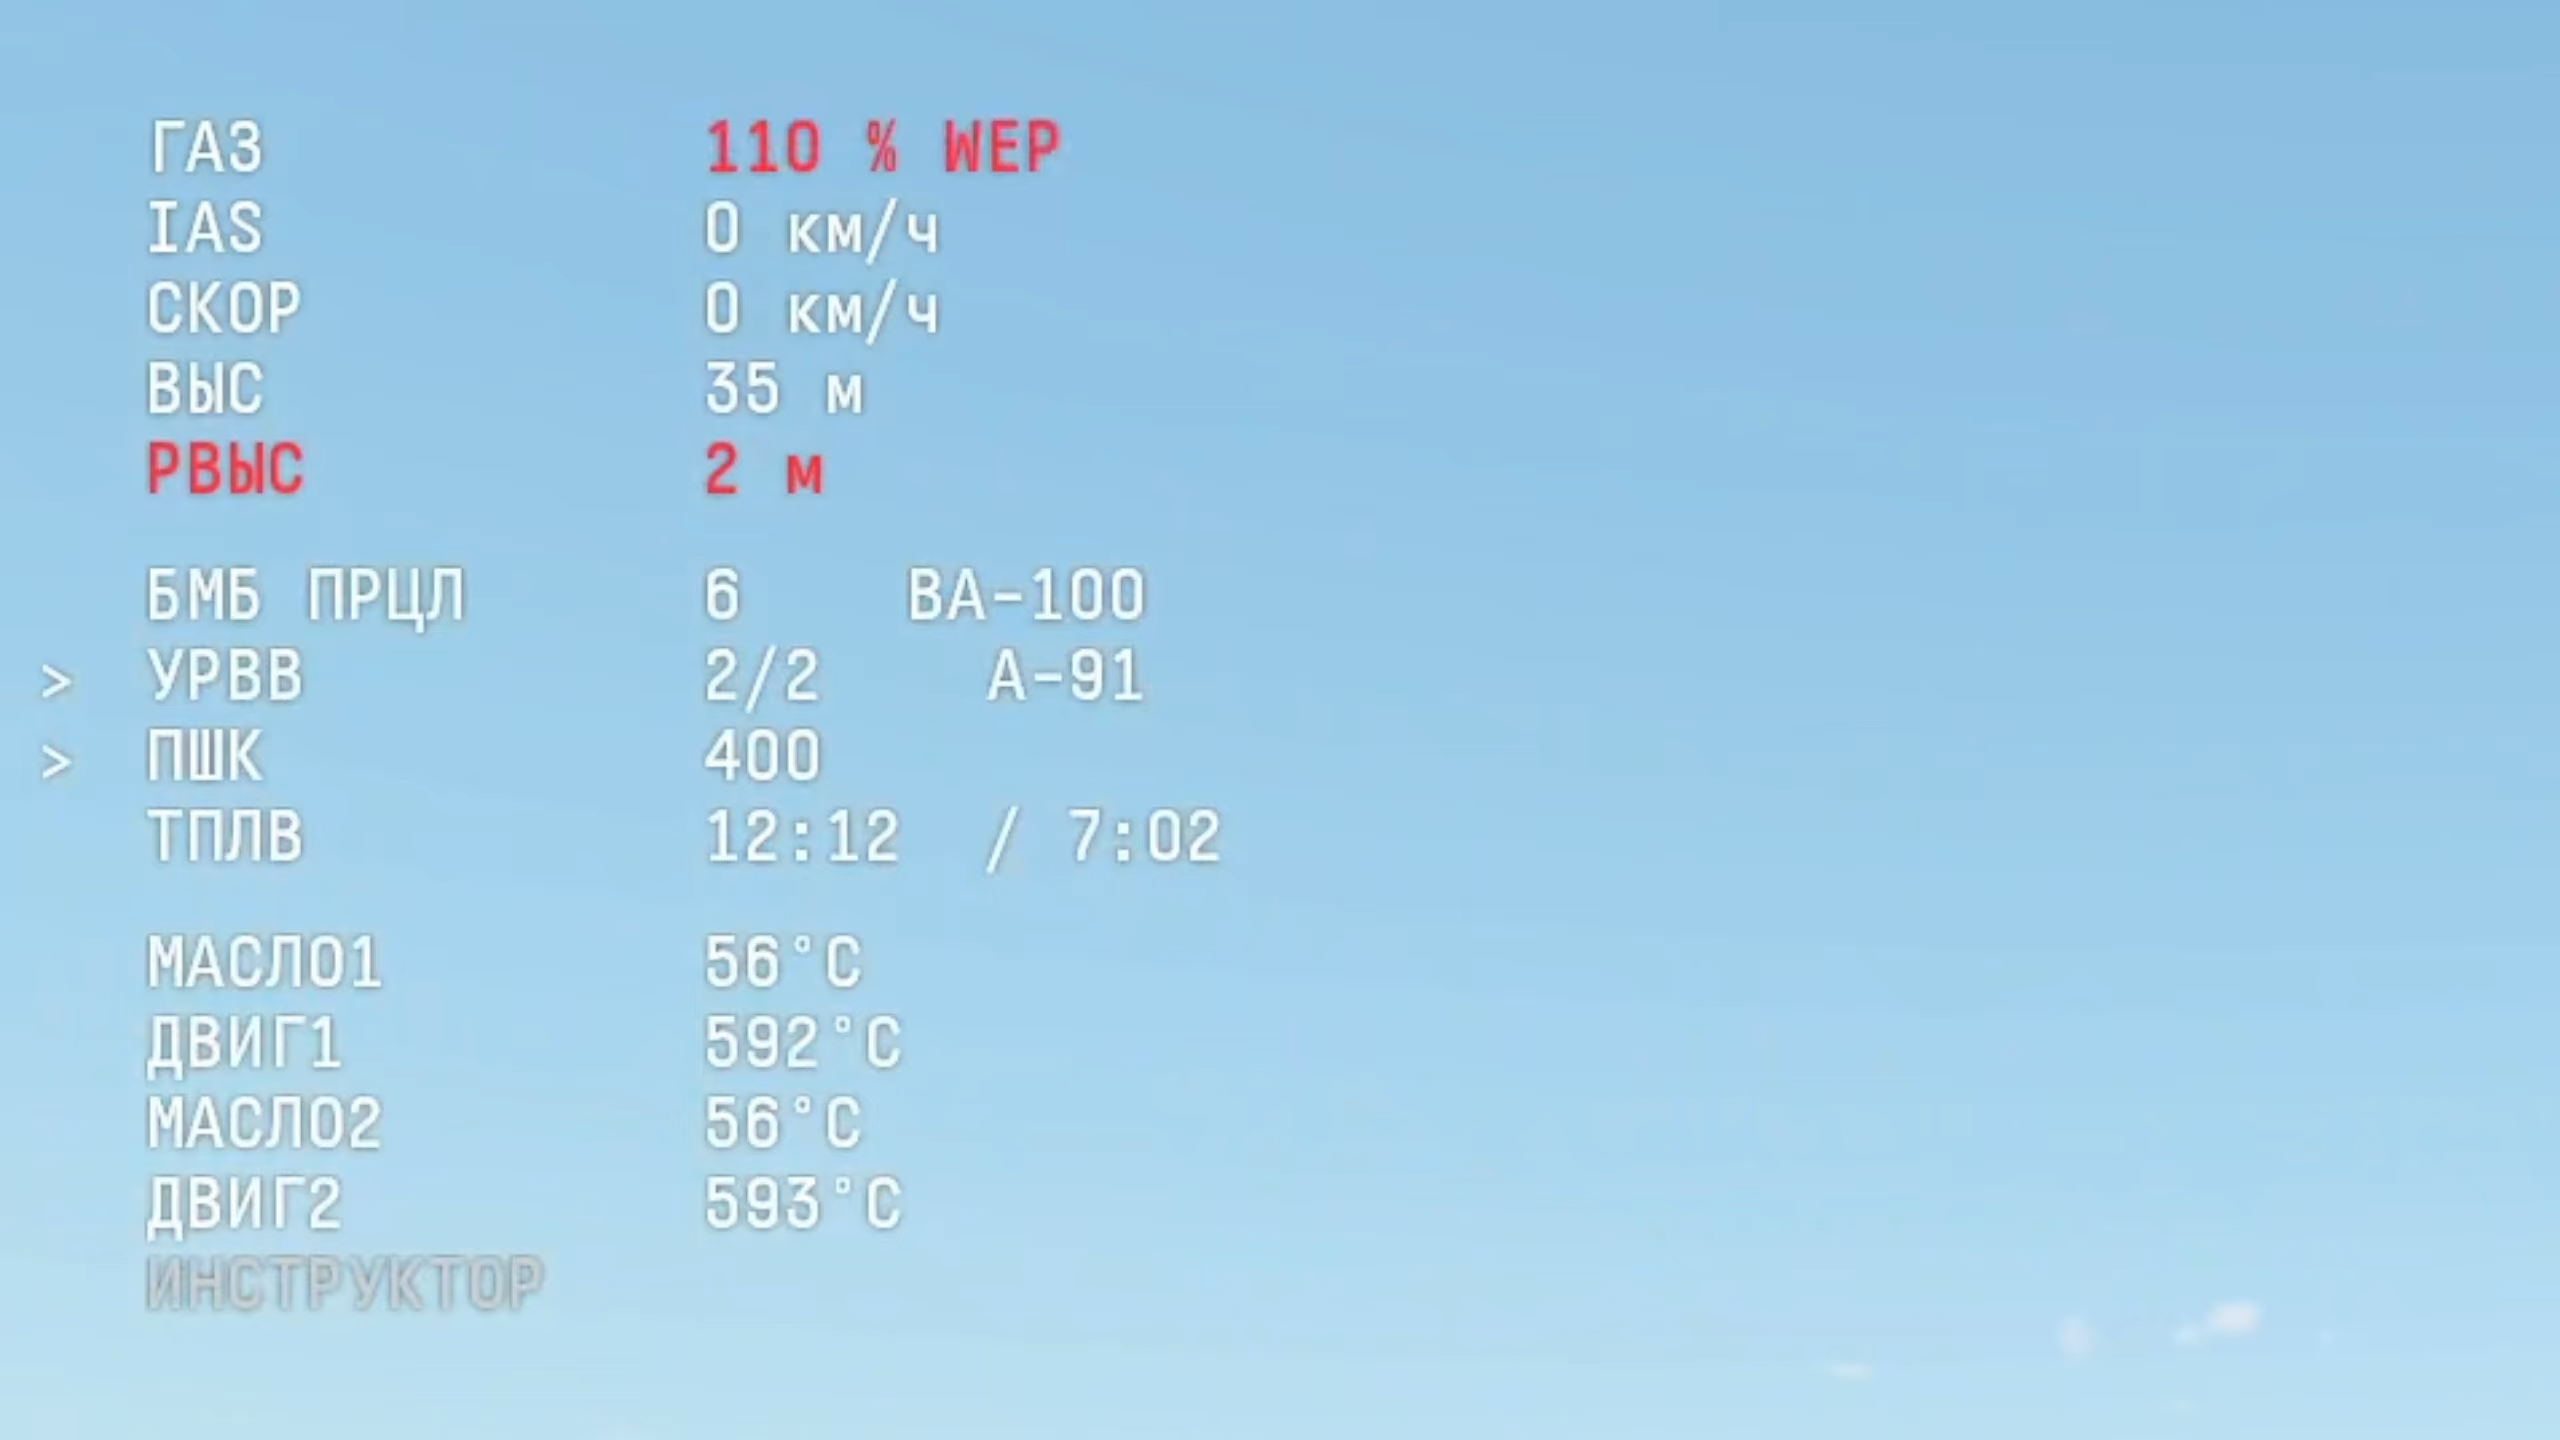 ГАЗ 110 % WEP
IAS 0 км/ч
СКОР 0 км/ч
ВЫС 35 м
РВЫС 2 м
БМБ ПРЦЛ 6 BA-100
> УРВВ 2/2 A-91
> ПШК 400
ТПЛВ 12:12 / 7:02
МАСЛО1 56°C
ДВИГ1 592°C
МАСЛО2 56°C
ДВИГ2 593°C
ИНСТРУКТОР